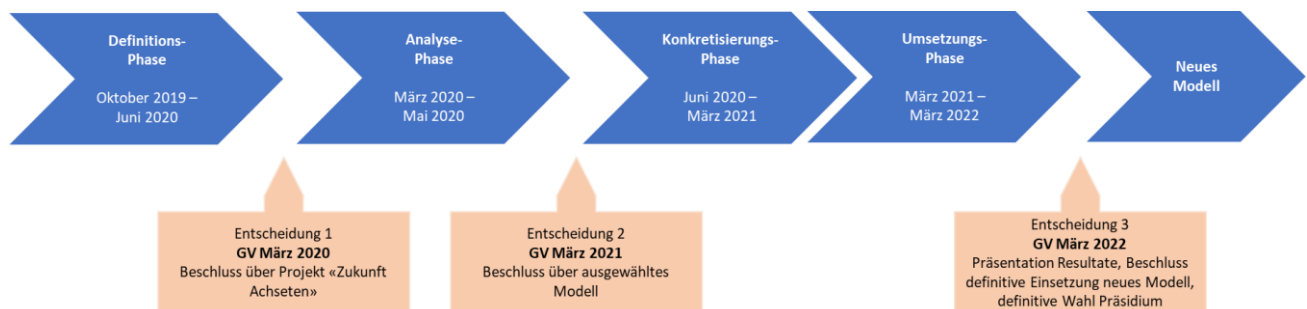 Definitions-
Phase
Oktober 2019 –
Juni 2020
Analyse-
Phase
März 2020 –
Mai 2020
Konkretisierungs-
Phase
Juni 2020 –
März 2021
Umsetzungs-
Phase
März 2021 –
März 2022
Neues
Modell
Entscheidung 1
GV März 2020
Beschluss über Projekt «Zukunft
Achseten»
Entscheidung 2
GV März 2021
Beschluss über ausgewähltes
Modell
Entscheidung 3
GV März 2022
Präsentation Resultate, Beschluss
definitive Einsetzung neues Modell,
definitive Wahl Präsidium